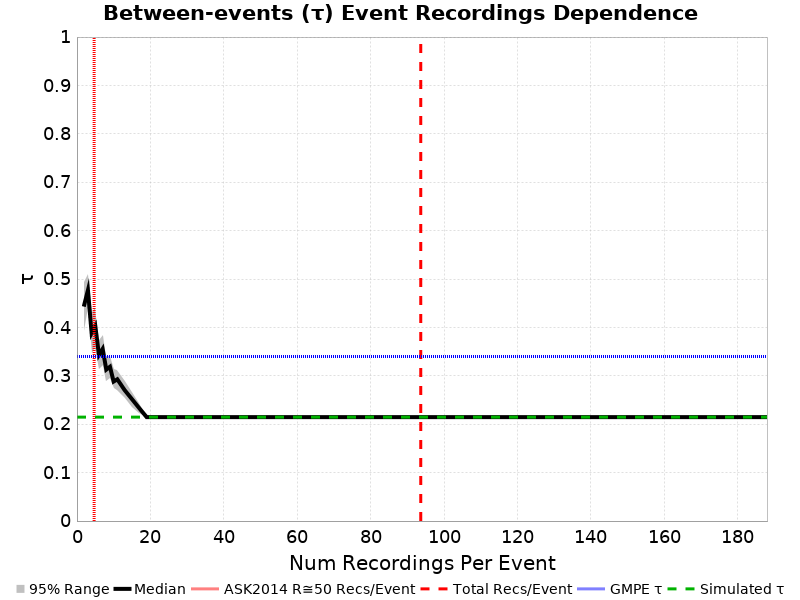 Between-events (τ) Event Recordings Dependence
1
0.9
0.8
0.7
0.6
0.5
0.4
0.3
0.2
0.1
0
τ
0 20 40 60 80 100 120 140 160 180
Num Recordings Per Event
95% Range Median ASK2014 R≅50 Recs/Event Total Recs/Event GMPE τ Simulated τ